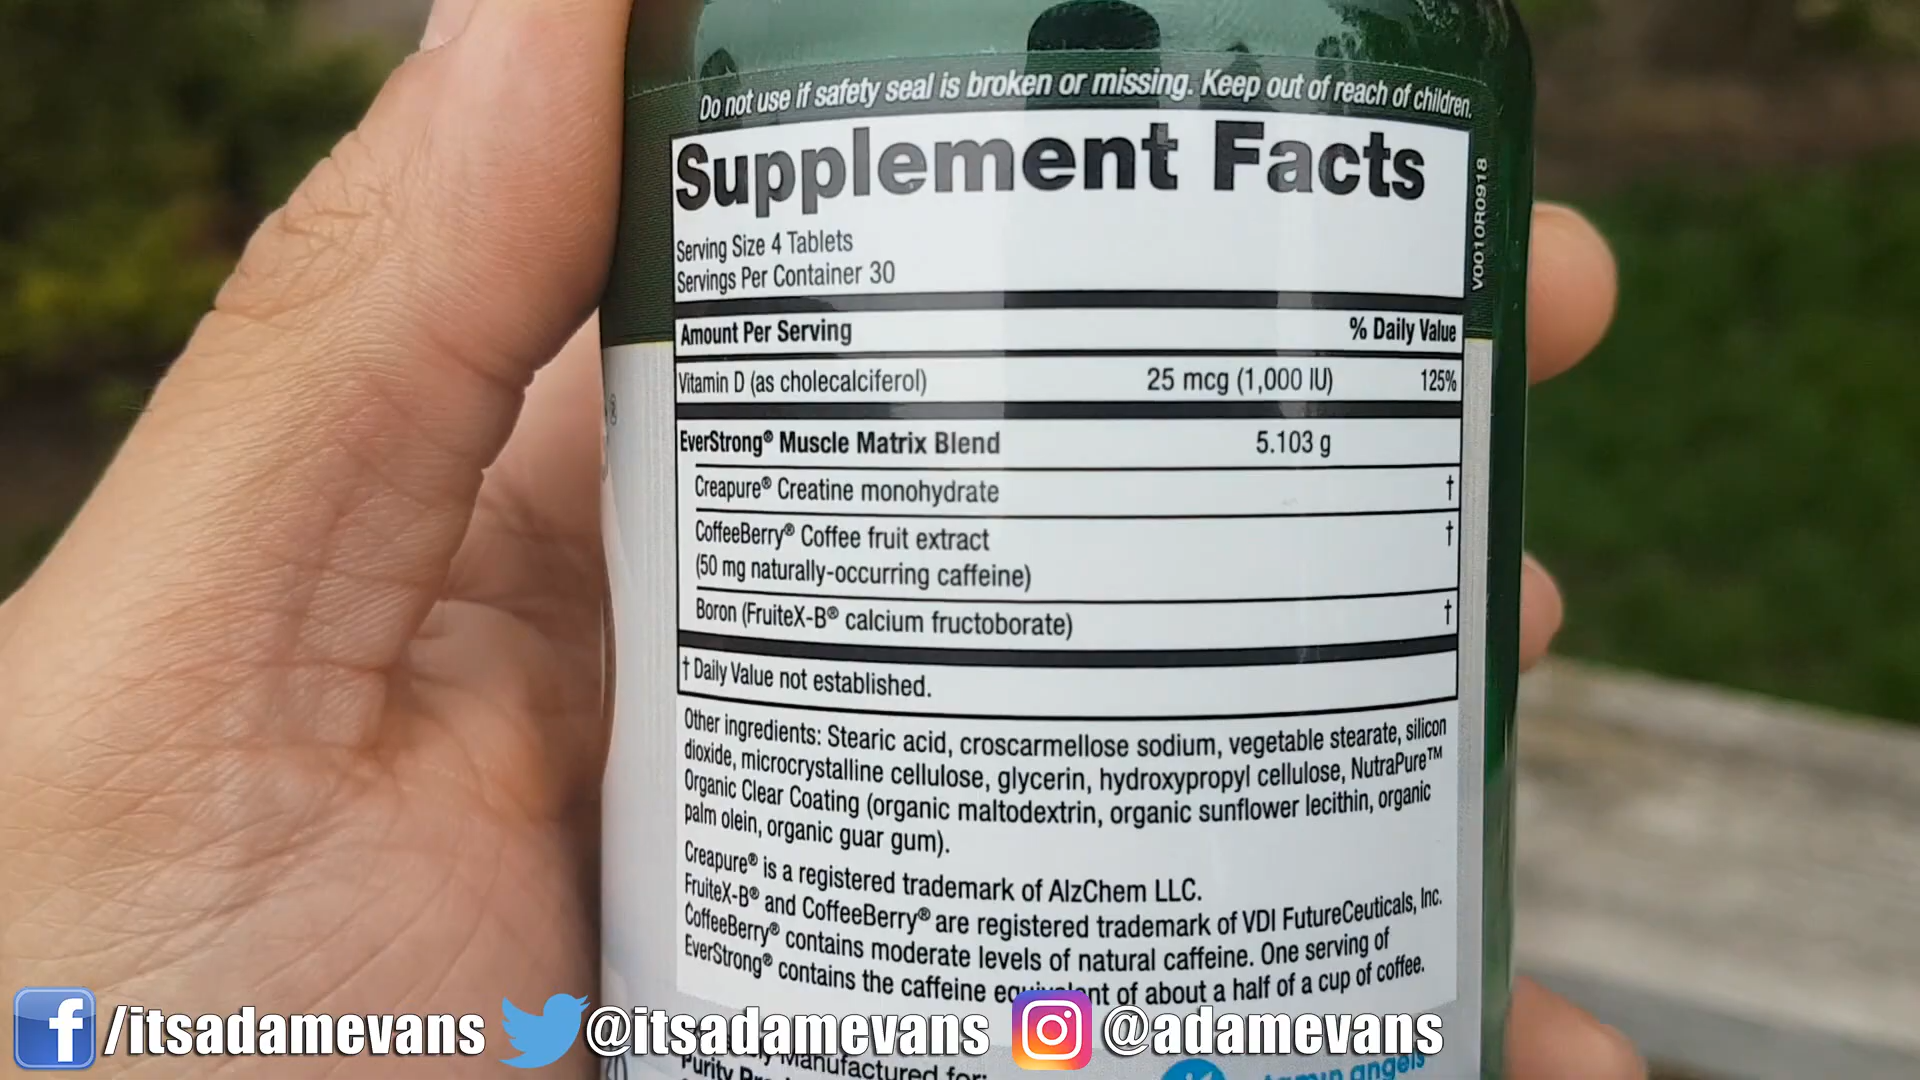 Do not use if safety seal is broken or missing. Keep out of reach of children.
Supplement Facts
V0010R0918
Serving Size 4 Tablets
Servings Per Container 30
Amount Per Serving % Daily Value
Vitamin D (as cholecalciferol) 25 mcg (1,000 IU) 125%
EverStrong® Muscle Matrix Blend 5.103 g
Creapure® Creatine monohydrate †
CoffeeBerry® Coffee fruit extract †
(50 mg naturally-occurring caffeine)
Boron (FruiteX-B® calcium fructoborate) †
† Daily Value not established.
Other ingredients: Stearic acid, croscarmellose sodium, vegetable stearate, silicon
dioxide, microcrystalline cellulose, glycerin, hydroxypropyl cellulose, NutraPure™
Organic Clear Coating (organic maltodextrin, organic sunflower lecithin, organic
palm olein, organic guar gum).
Creapure® is a registered trademark of AlzChem LLC.
FruiteX-B® and CoffeeBerry® are registered trademark of VDI FutureCeuticals, Inc.
CoffeeBerry® contains moderate levels of natural caffeine. One serving of
EverStrong® contains the caffeine equivalent of about a half of a cup of coffee.
/itsadamevans @itsadamevans @adamevans
Manufactured for:
Purity
angels